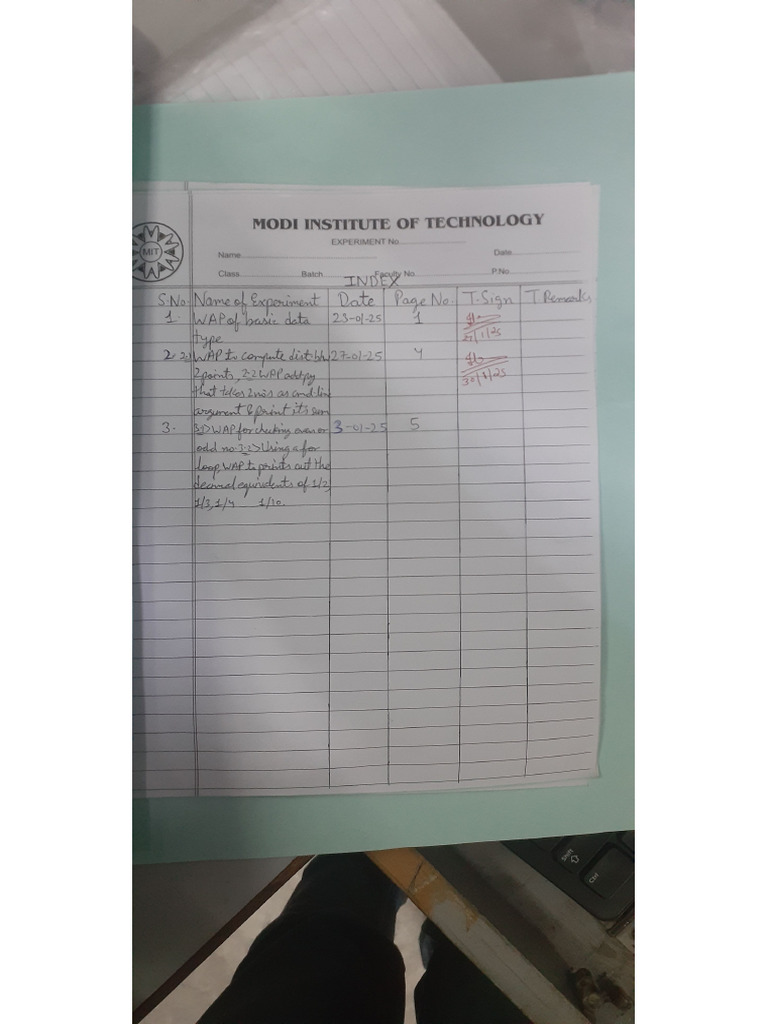 MODI INSTITUTE OF TECHNOLOGY
MIT
EXPERIMENT No.
Name Date
Class Batch Faculty No P.No
INDEX
S.No. Name of Experiment Date Page No. T.Sign T.Remarks
1. WAP of basic data 23-01-25 1
type
2. 2.1 WAP to compute dist. b/w 27-01-25 4
2 points, 2.2 WAP add.py
that takes 2 nos as cmd line
argument & print its sum
3. 3.1> WAP for checking even or 3-01-25 5
odd no. 3.2> Using a for
loop, WAP to prints out the
decimal equivalents of 1/2,
1/3, 1/4 1/10.
Shift
Ctrl